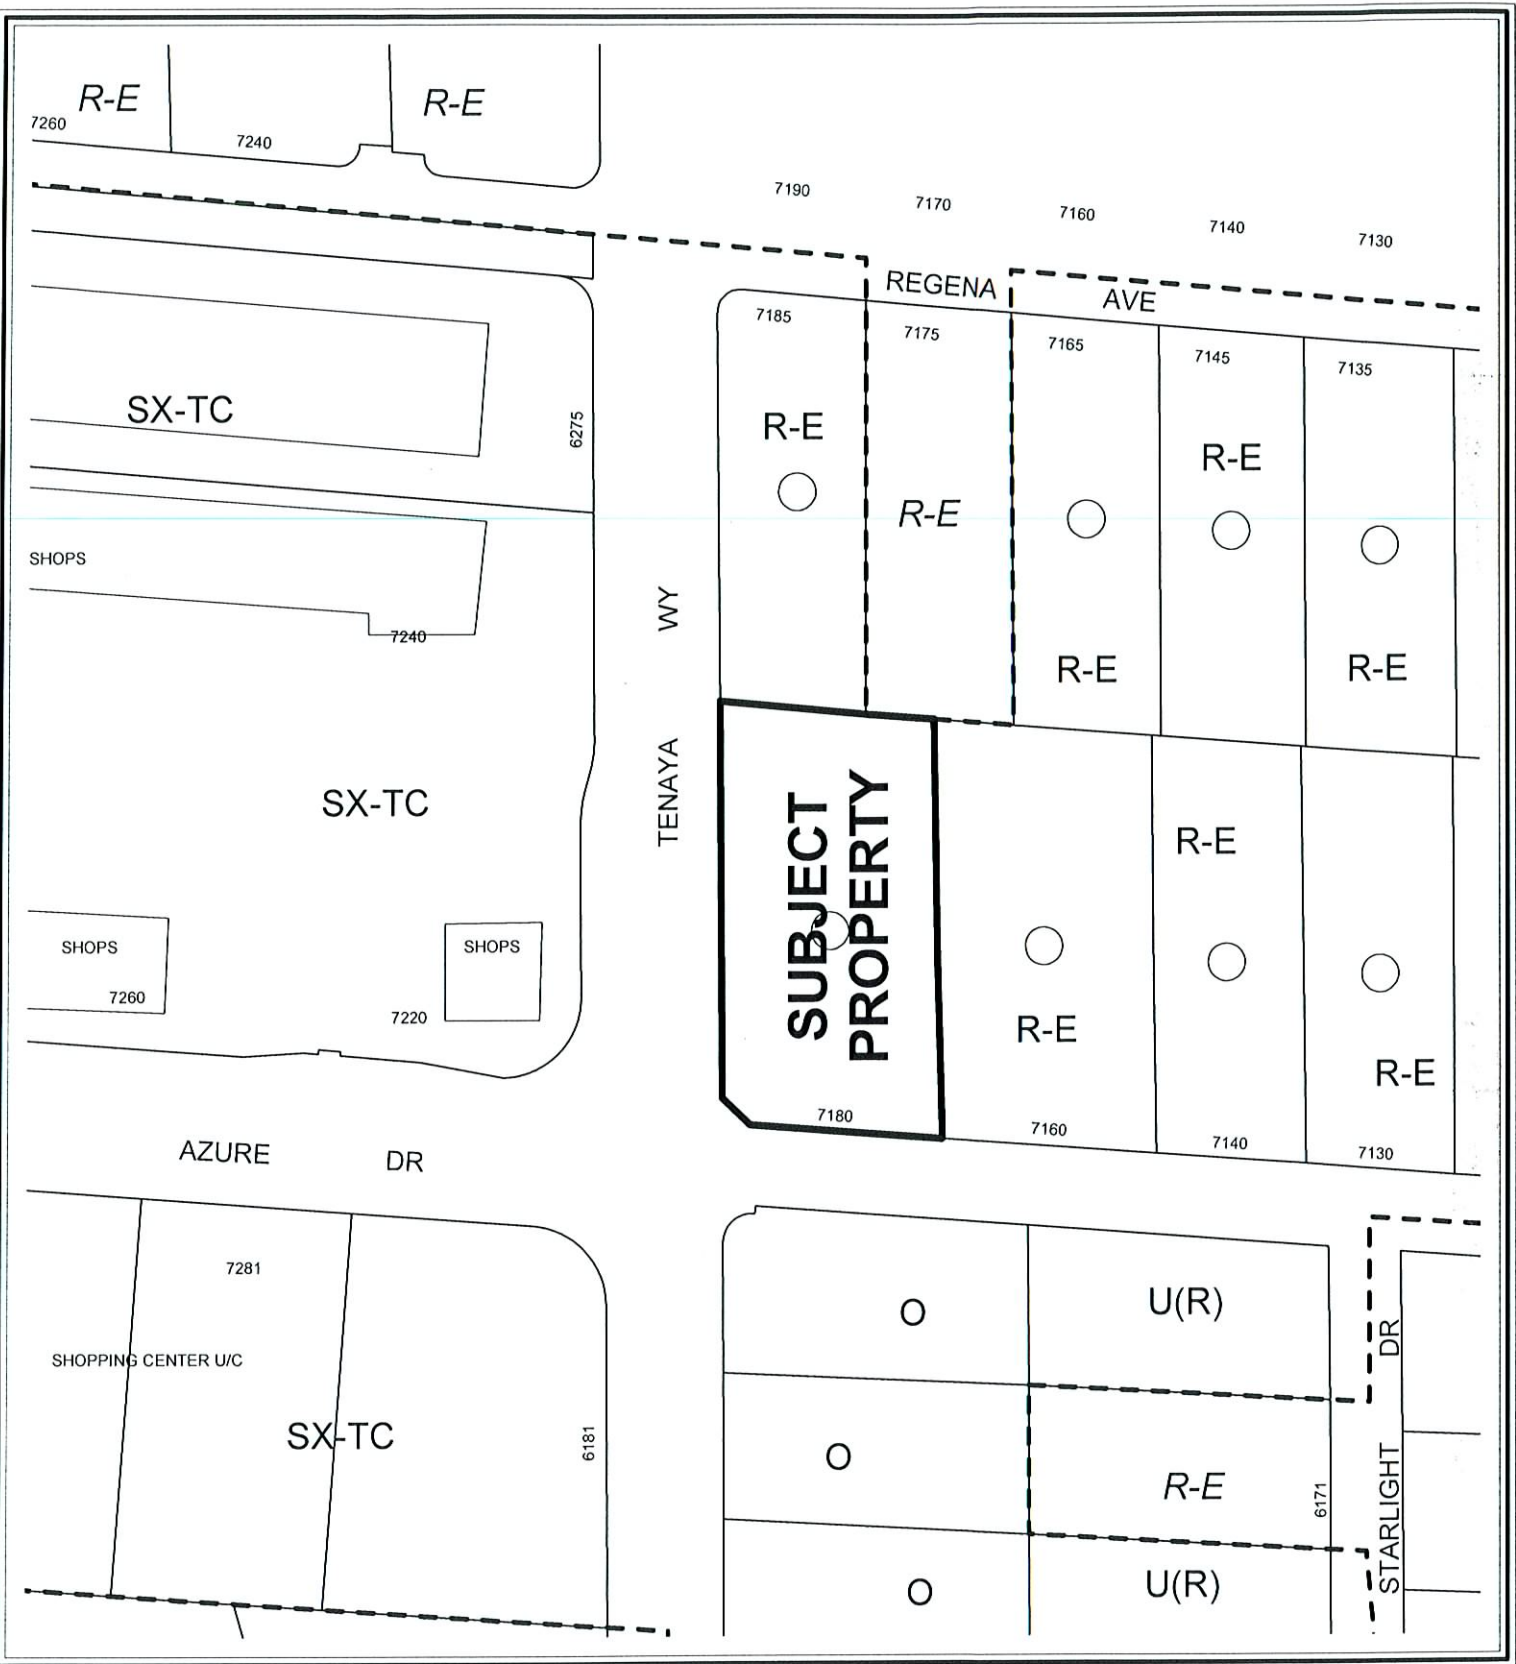 R-E
R-E
7260
7240
7190
7170
7160
7140
7130
REGENA AVE
7185
7175
7165
7145
7135
SX-TC
6275
R-E
R-E
R-E
SHOPS
7240
WY
R-E
R-E
SX-TC
TENAYA
SUBJECT
PROPERTY
R-E
SHOPS
SHOPS
7260
7220
R-E
R-E
7180
7160
7140
7130
AZURE DR
7281
O
U(R)
DR
SHOPPING CENTER U/C
SX-TC
6181
O
R-E
6171
STARLIGHT
O
U(R)